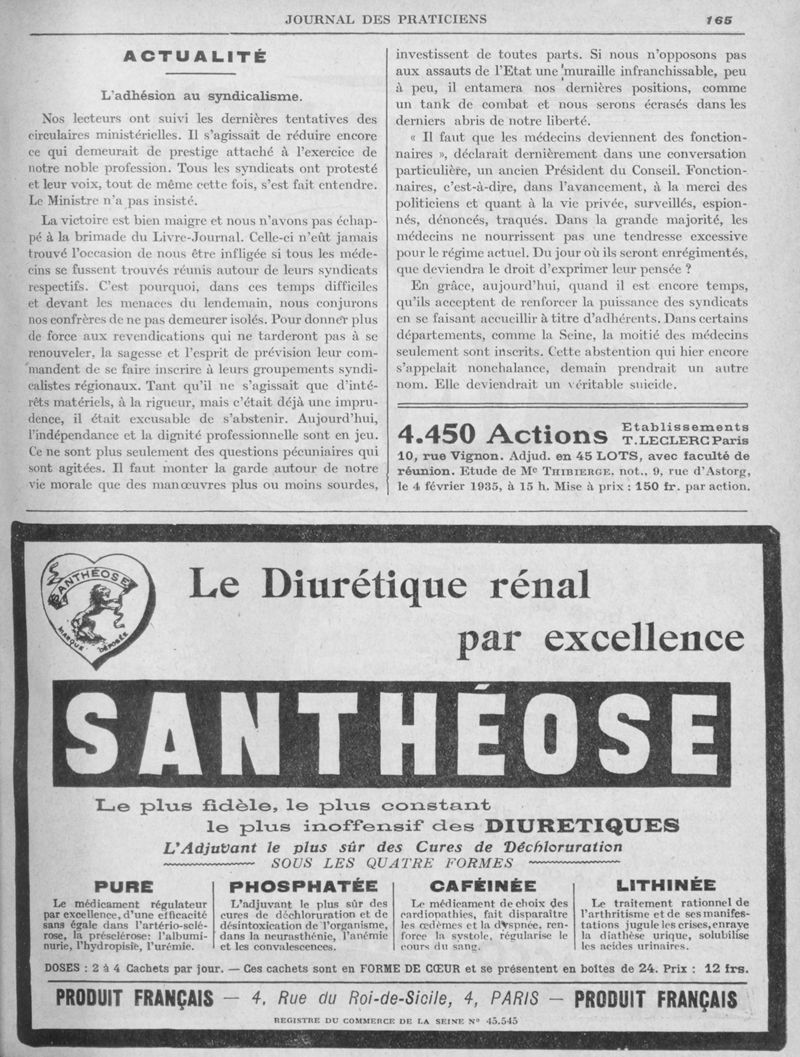 JOURNAL DES PRATICIENS
165
ACTUALITÉ
L'adhésion au syndicalisme.
Nos lecteurs ont suivi les dernières tentatives des
circulaires ministérielles. Il s'agissait de réduire encore
ce qui demeurait de prestige attaché à l'exercice de
notre noble profession. Tous les syndicats ont protesté
et leur voix, tout de même cette fois, s'est fait entendre.
Le Ministre n'a pas insisté.
La victoire est bien maigre et nous n'avons pas échap-
pé à la brimade du Livre-Journal. Celle-ci n'eût jamais
trouvé l'occasion de nous être infligée si tous les méde-
cins se fussent trouvés réunis autour de leurs syndicats
respectifs. C'est pourquoi, dans ces temps difficiles
et devant les menaces du lendemain, nous conjurons
nos confrères de ne pas demeurer isolés. Pour donner plus
de force aux revendications qui ne tarderont pas à se
renouveler, la sagesse et l'esprit de prévision leur com-
mandent de se faire inscrire à leurs groupements syndi-
calistes régionaux. Tant qu'il ne s'agissait que d'inté-
rêts matériels, à la rigueur, mais c'était déjà une impru-
dence, il était excusable de s'abstenir. Aujourd'hui,
l'indépendance et la dignité professionnelle sont en jeu.
Ce ne sont plus seulement des questions pécuniaires qui
sont agitées. Il faut monter la garde autour de notre
vie morale que des manœuvres plus ou moins sourdes,
investissent de toutes parts. Si nous n'opposons pas
aux assauts de l'Etat une muraille infranchissable, peu
à peu, il entamera nos dernières positions, comme
un tank de combat et nous serons écrasés dans les
derniers abris de notre liberté.
« Il faut que les médecins deviennent des fonction-
naires », déclarait dernièrement dans une conversation
particulière, un ancien Président du Conseil. Fonction-
naires, c'est-à-dire, dans l'avancement, à la merci des
politiciens et quant à la vie privée, surveillés, espion-
nés, dénoncés, traqués. Dans la grande majorité, les
médecins ne nourrissent pas une tendresse excessive
pour le régime actuel. Du jour où ils seront enrégimentés,
que deviendra le droit d'exprimer leur pensée ?
En grâce, aujourd'hui, quand il est encore temps,
qu'ils acceptent de renforcer la puissance des syndicats
en se faisant accueillir à titre d'adhérents. Dans certains
départements, comme la Seine, la moitié des médecins
seulement sont inscrits. Cette abstention qui hier encore
s'appelait nonchalance, demain prendrait un autre
nom. Elle deviendrait un véritable suicide.
4.450 Actions Etablissements
T. LECLERC Paris
10, rue Vignon. Adjud. en 45 LOTS, avec faculté de
réunion. Etude de Me THIBIERGE, not., 9, rue d'Astorg,
le 4 février 1935, à 15 h. Mise à prix : 150 fr. par action.
SANTHÉOSE
MARQUE DÉPOSÉE
Le Diurétique rénal
par excellence
SANTHÉOSE
Le plus fidèle, le plus constant
le plus inoffensif des DIURETIQUES
L'Adjuvant le plus sûr des Cures de Déchloruration
SOUS LES QUATRE FORMES
PURE
Le médicament régulateur
par excellence, d'une efficacité
sans égale dans l'artério-sclé-
rose, la présclérose: l'albumi-
nurie, l'hydropisie, l'urémie.
PHOSPHATÉE
L'adjuvant le plus sûr des
cures de déchloruration et de
désintoxication de l'organisme,
dans la neurasthénie, l'anémie
et les convalescences.
CAFÉINÉE
Le médicament de choix des
cardiopathies, fait disparaître
les œdèmes et la dyspnée, ren-
force la systole, régularise le
cours du sang.
LITHINÉE
Le traitement rationnel de
l'arthritisme et de ses manifes-
tations jugule les crises, enraye
la diathèse urique, solubilise
les acides urinaires.
DOSES : 2 à 4 Cachets par jour. — Ces cachets sont en FORME DE CŒUR et se présentent en boîtes de 24. Prix : 12 frs.
PRODUIT FRANÇAIS — 4, Rue du Roi-de-Sicile, 4, PARIS — PRODUIT FRANÇAIS
REGISTRE DU COMMERCE DE LA SEINE N° 45.545